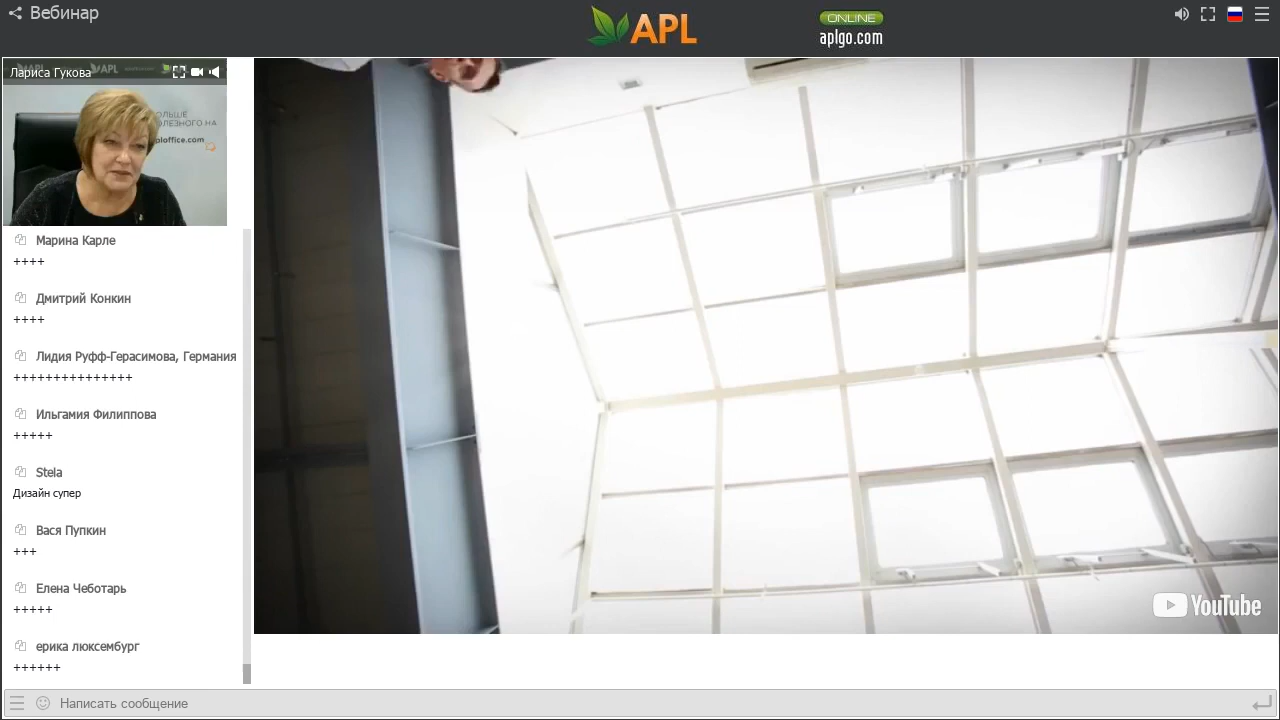 Вебинар
APL
ONLINE
aplgo.com
Лариса Гукова
Марина Карле
++++
Дмитрий Конкин
++++
Лидия Руфф-Герасимова, Германия
+++++++++++++++
Ильгамия Филиппова
+++++
Stela
Дизайн супер
Вася Пупкин
+++
Елена Чеботарь
+++++
ерика люксембург
++++++
YouTube
Написать сообщение